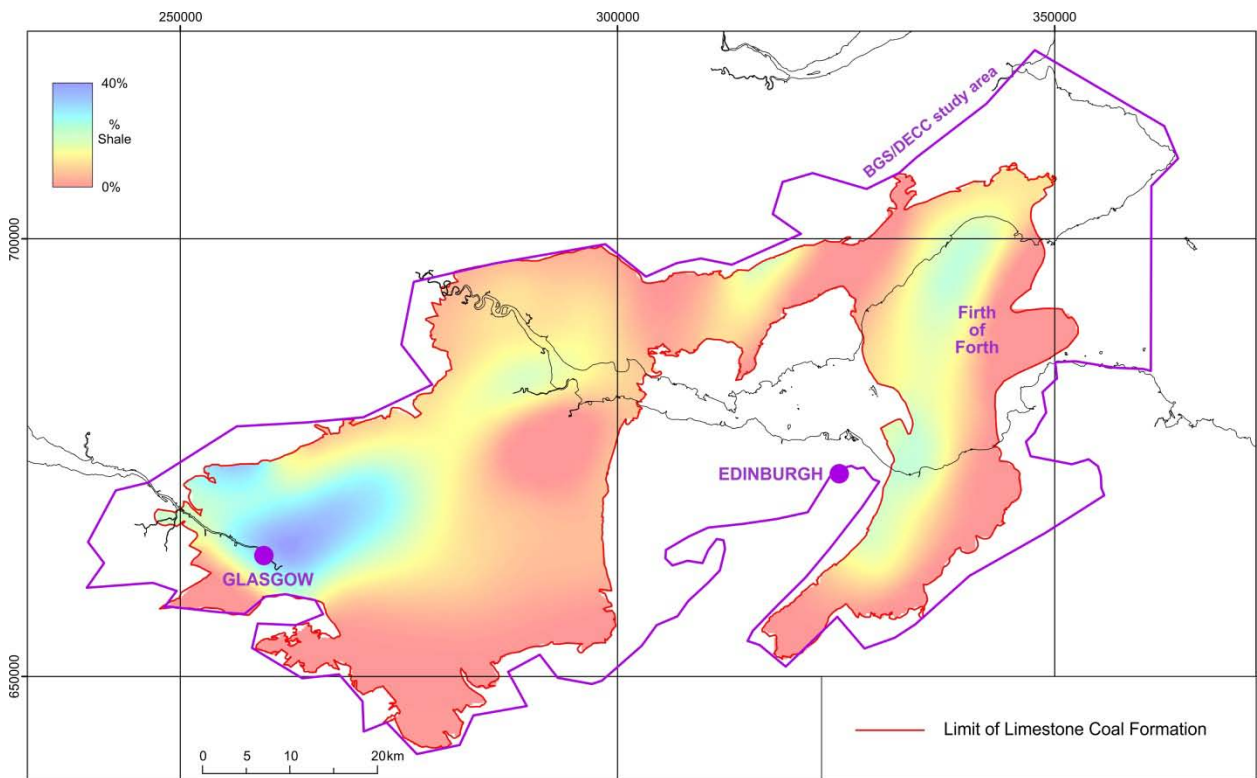 250000
300000
350000
40%
%
Shale
0%
BGS/DECC study area
700000
Firth
of
Forth
EDINBURGH
GLASGOW
650000
0 5 10 20km
Limit of Limestone Coal Formation